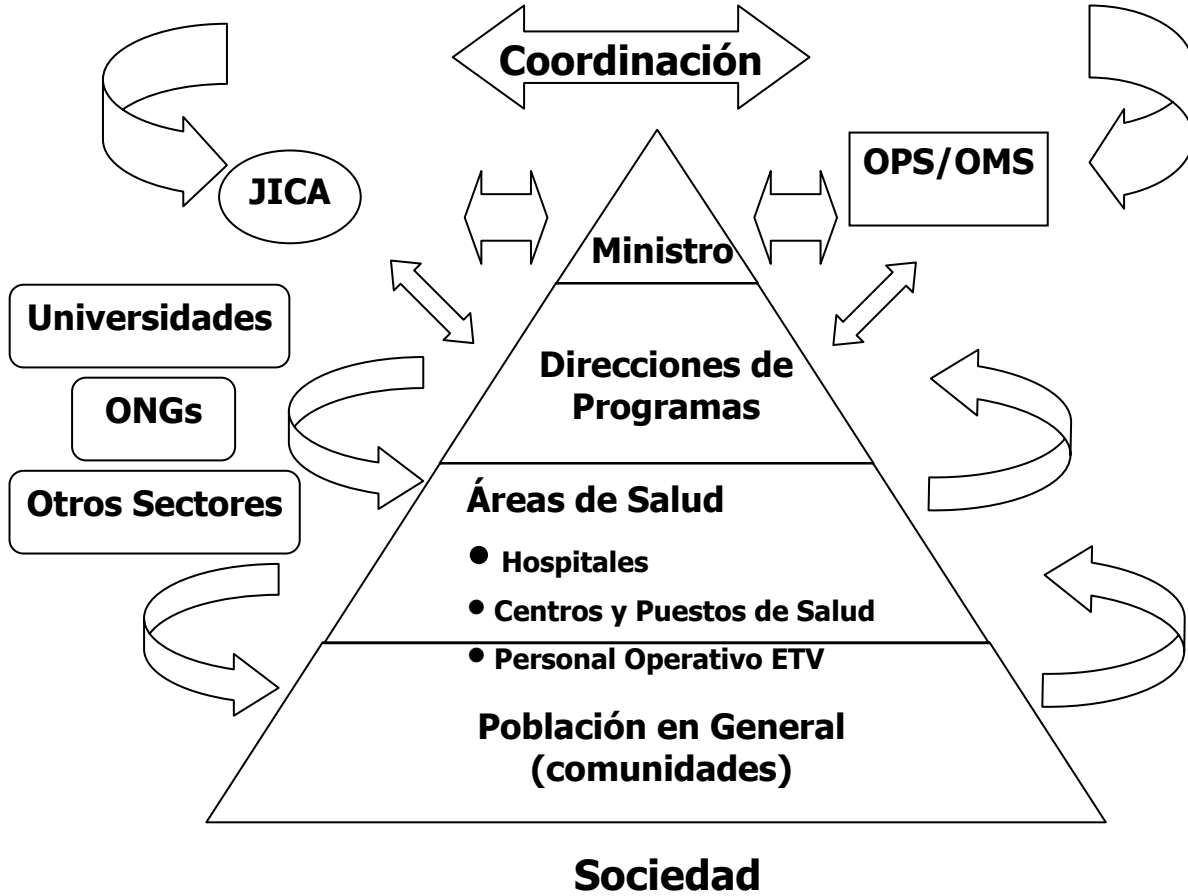 Coordinación
JICA
OPS/OMS
Ministro
Universidades
ONGs
Otros Sectores
Direcciones de
Programas
Áreas de Salud
• Hospitales
• Centros y Puestos de Salud
• Personal Operativo ETV
Población en General
(comunidades)
Sociedad